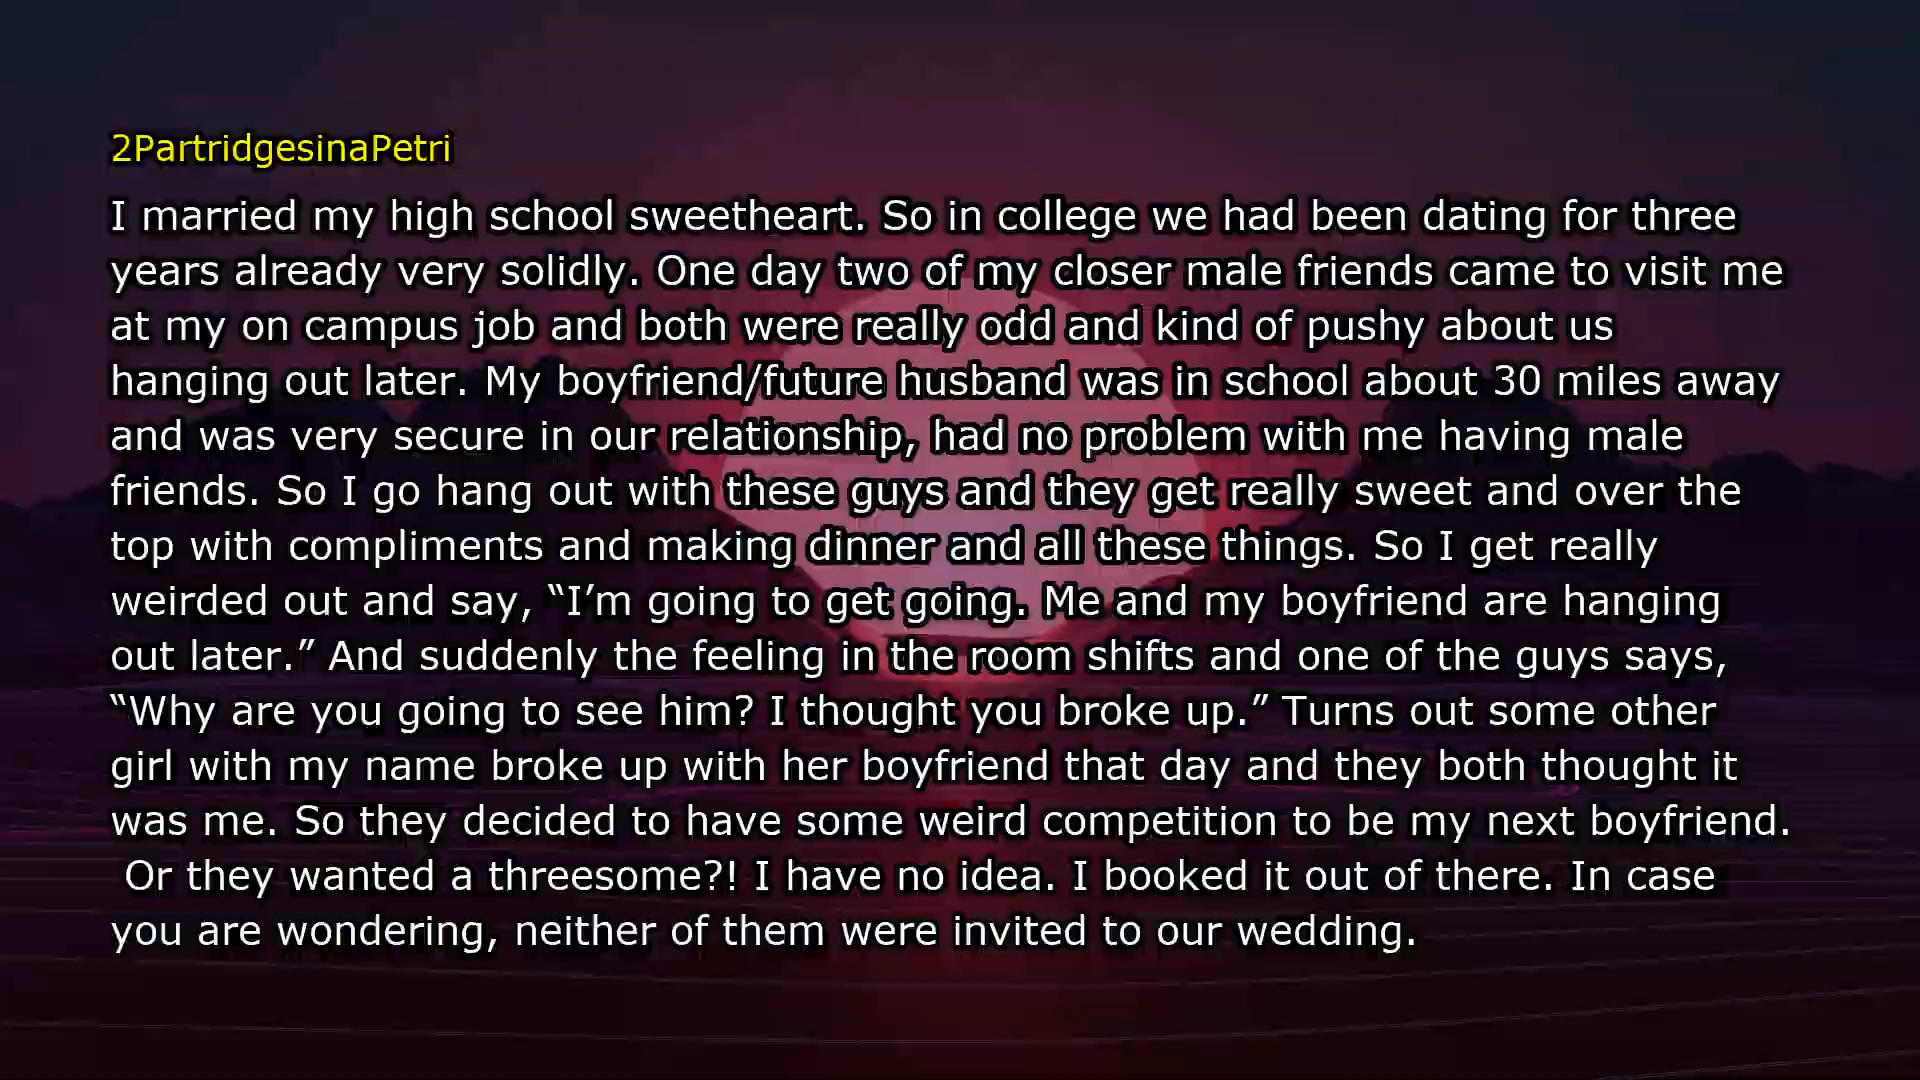 2PartridgesinaPetri
I married my high school sweetheart. So in college we had been dating for three
years already very solidly. One day two of my closer male friends came to visit me
at my on campus job and both were really odd and kind of pushy about us
hanging out later. My boyfriend/future husband was in school about 30 miles away
and was very secure in our relationship, had no problem with me having male
friends. So I go hang out with these guys and they get really sweet and over the
top with compliments and making dinner and all these things. So I get really
weirded out and say, “I’m going to get going. Me and my boyfriend are hanging
out later.” And suddenly the feeling in the room shifts and one of the guys says,
“Why are you going to see him? I thought you broke up.” Turns out some other
girl with my name broke up with her boyfriend that day and they both thought it
was me. So they decided to have some weird competition to be my next boyfriend.
Or they wanted a threesome?! I have no idea. I booked it out of there. In case
you are wondering, neither of them were invited to our wedding.